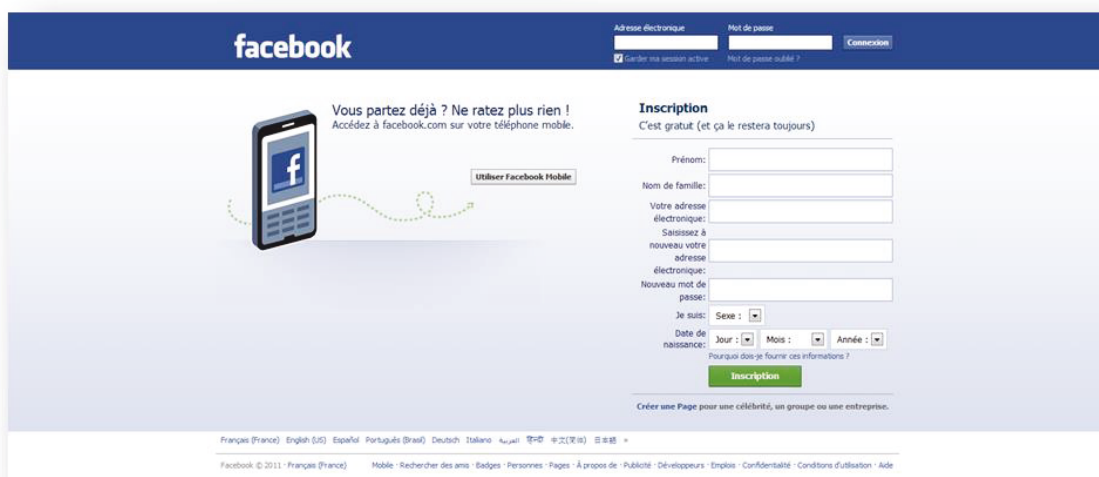 facebook
Adresse électronique
Mot de passe
Connexion
Garder ma session active
Mot de passe oublié ?
Vous partez déjà ? Ne ratez plus rien !
Accédez à facebook.com sur votre téléphone mobile.
f
Utiliser Facebook Mobile
Inscription
C'est gratuit (et ça le restera toujours)
Prénom:
Nom de famille:
Votre adresse
électronique:
Saisissez à
nouveau votre
adresse
électronique:
Nouveau mot de
passe:
Je suis: Sexe :
Date de
naissance:
Jour : Mois : Année :
Pourquoi dois-je fournir ces informations ?
Inscription
Créer une Page pour une célébrité, un groupe ou une entreprise.
Français (France) English (US) Español Português (Brasil) Deutsch Italiano العربية हिन्दी 中文(简体) 日本語 »
Facebook © 2011 · Français (France)
Mobile · Rechercher des amis · Badges · Personnes · Pages · À propos de · Publicité · Développeurs · Emplois · Confidentialité · Conditions d'utilisation · Aide